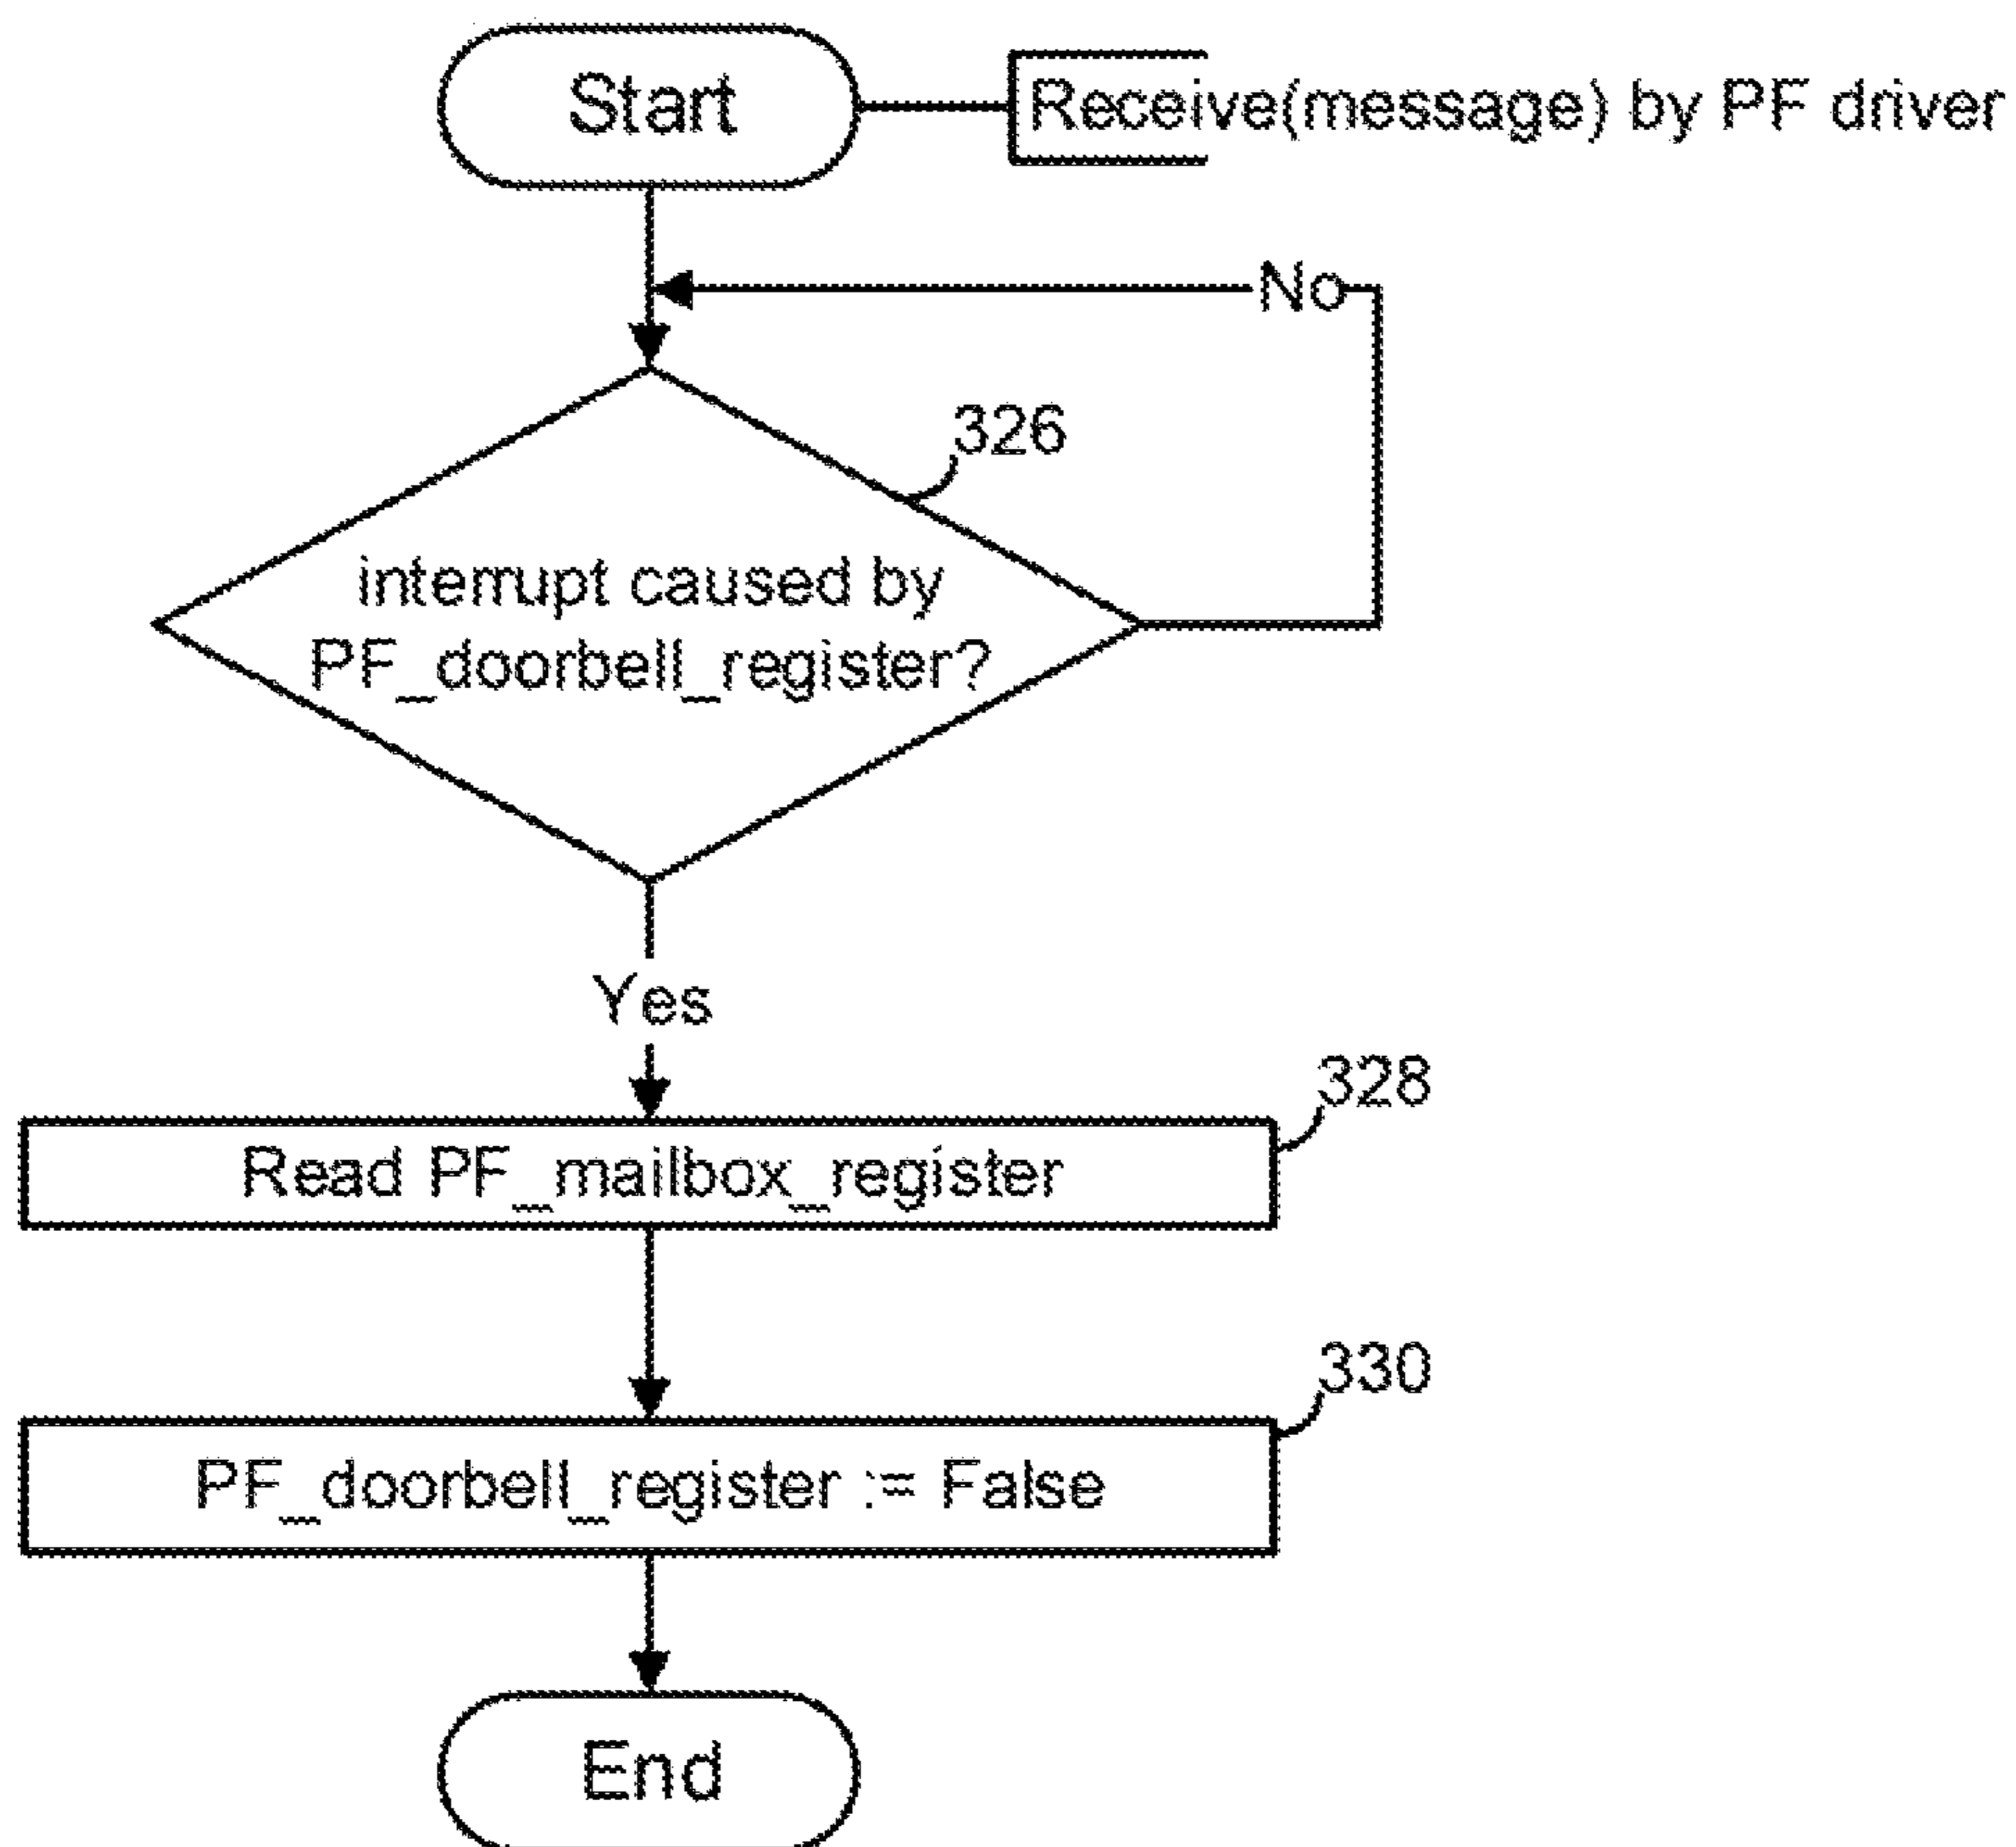 Start
Receive(message) by PF driver
No
326
interrupt caused by
PF_doorbell_register?
Yes
328
Read PF_mailbox_register
330
PF_doorbell_register := False
End